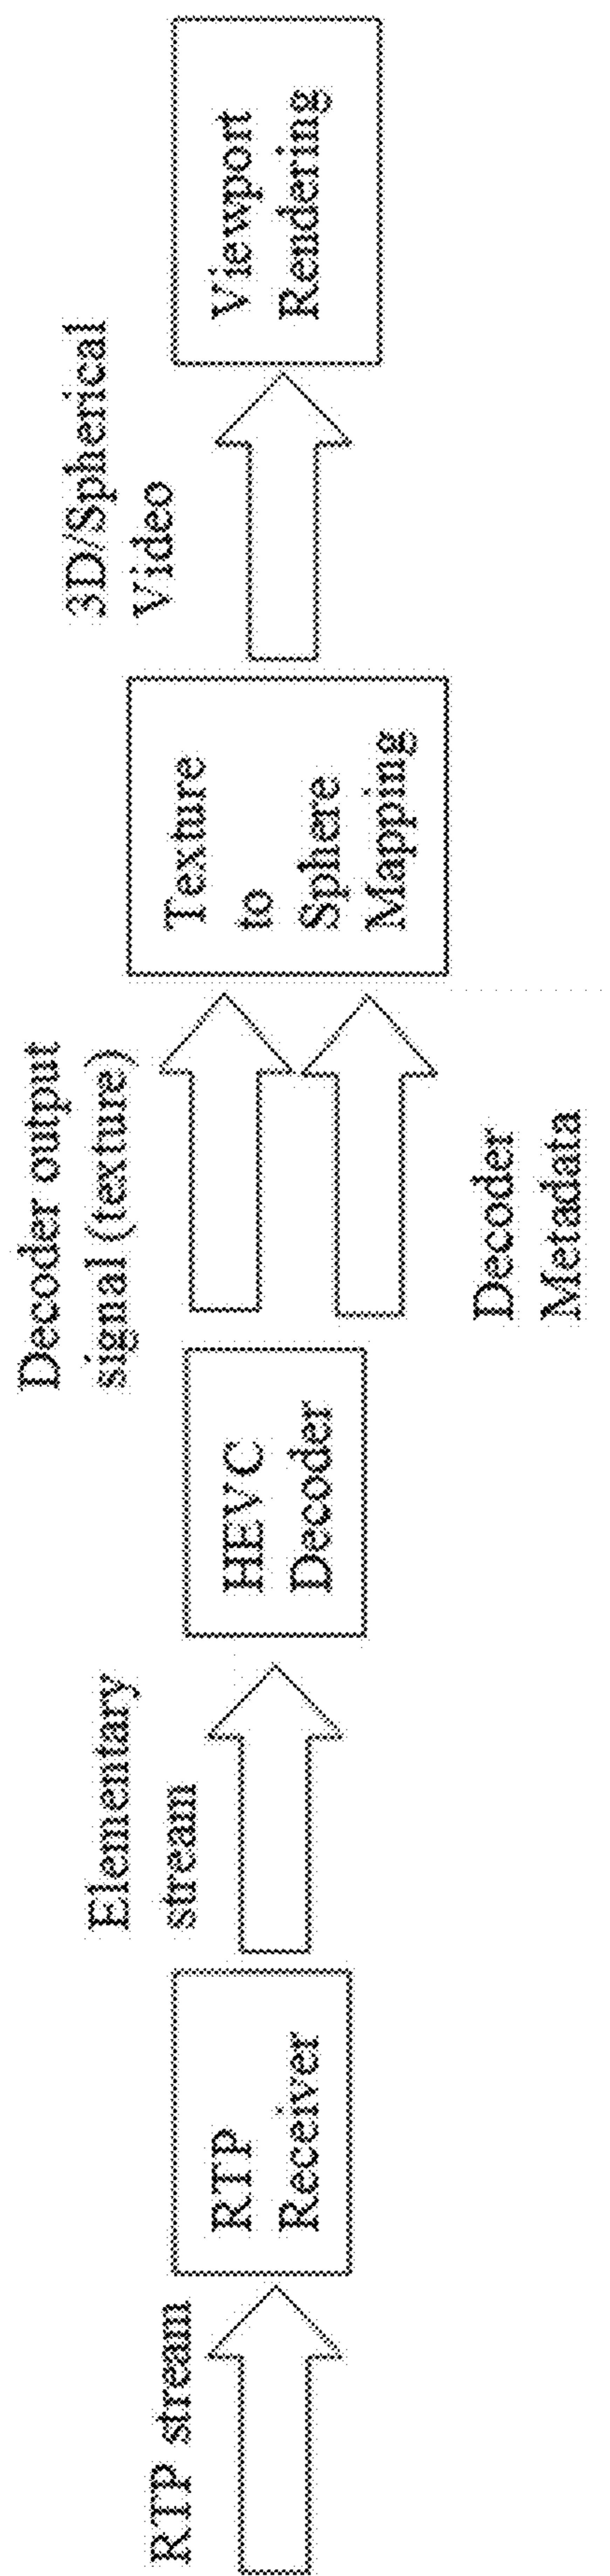 RTP stream
RTP
Receiver
Elementary
stream
HEVC
Decoder
Decoder output
signal (texture)
Decoder
Metadata
Texture
to
Sphere
Mapping
3D/Spherical
Video
Viewport
Rendering